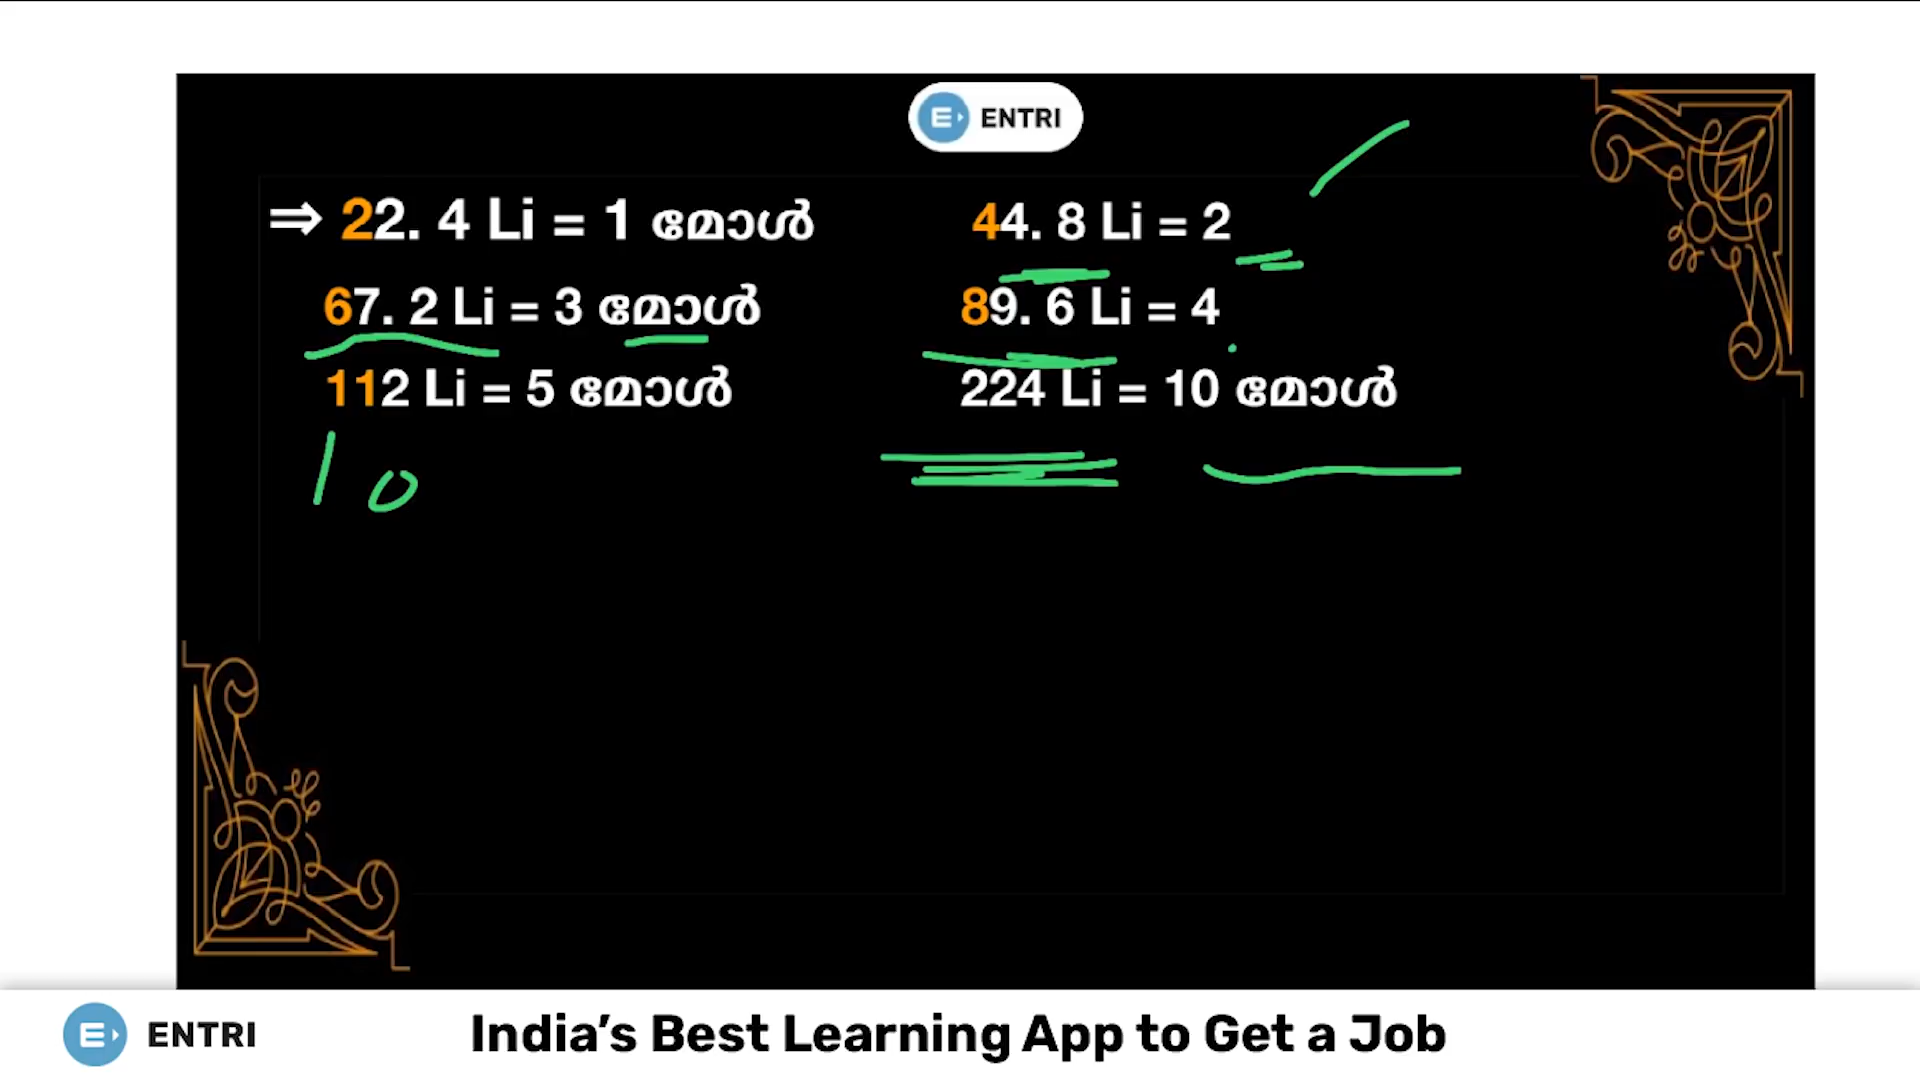 ENTRI
⇒ 22. 4 Li = 1 മോൾ 44. 8 Li = 2
67. 2 Li = 3 മോൾ 89. 6 Li = 4
112 Li = 5 മോൾ 224 Li = 10 മോൾ
10
ENTRI India’s Best Learning App to Get a Job